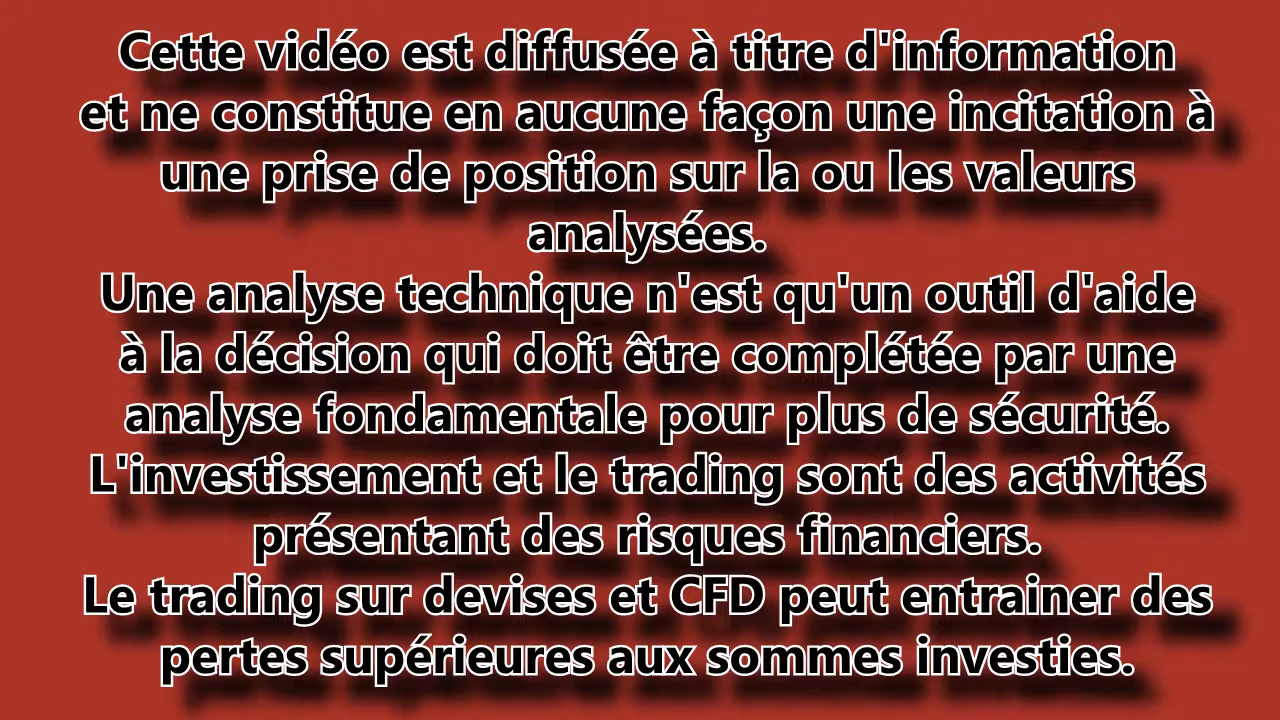 Cette vidéo est diffusée à titre d'information
et ne constitue en aucune façon une incitation à
une prise de position sur la ou les valeurs
analysées.
Une analyse technique n'est qu'un outil d'aide
à la décision qui doit être complétée par une
analyse fondamentale pour plus de sécurité.
L'investissement et le trading sont des activités
présentant des risques financiers.
Le trading sur devises et CFD peut entrainer des
pertes supérieures aux sommes investies.